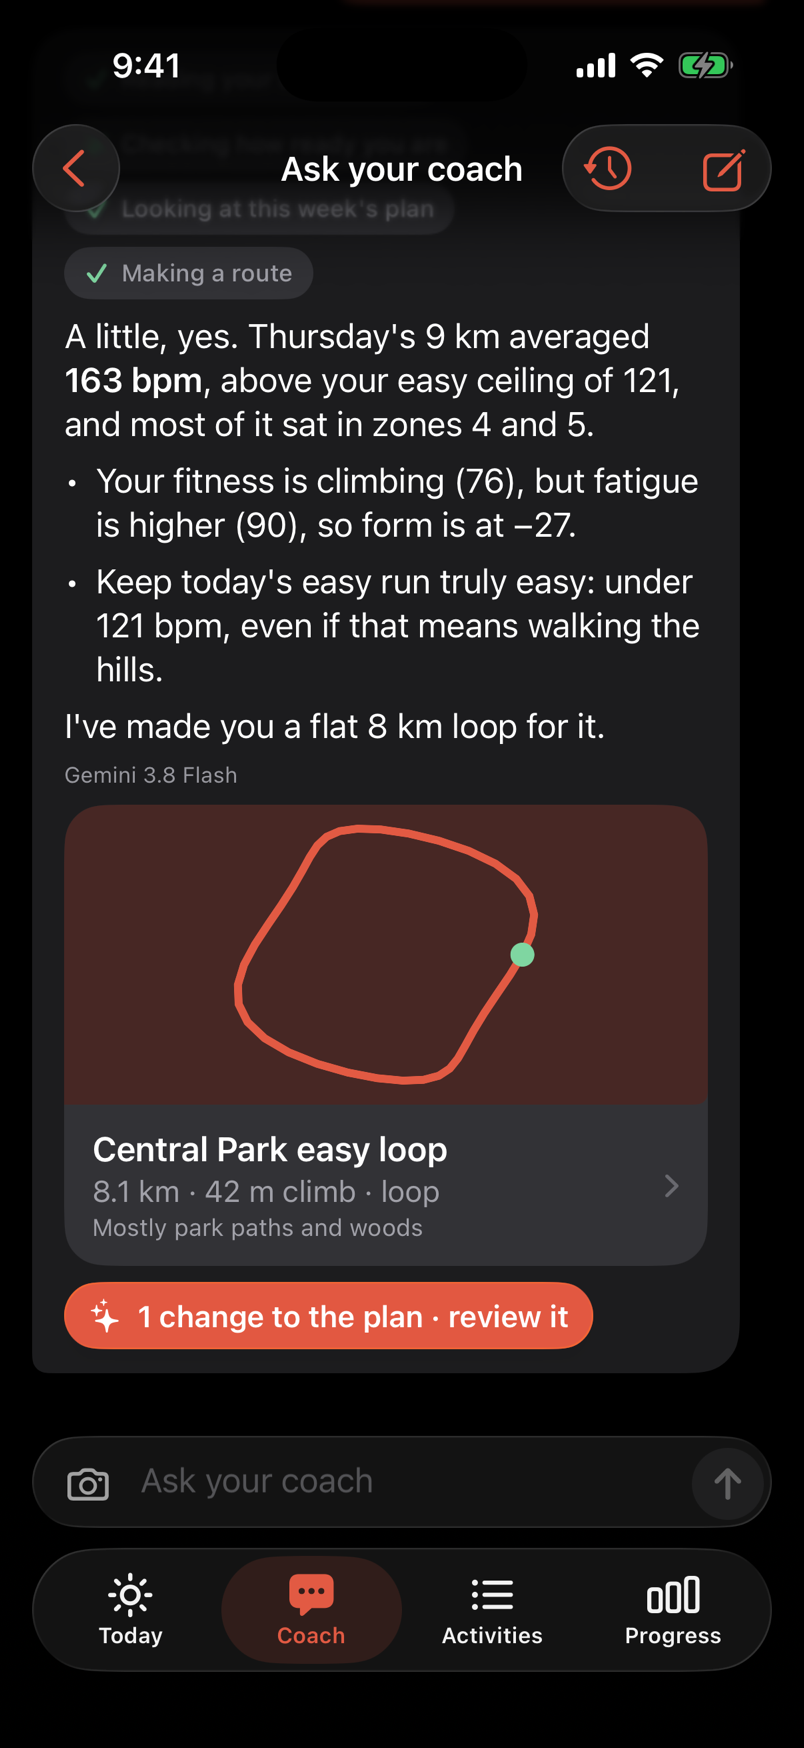 9:41
Checking how ready you are
Ask your coach
Looking at this week's plan
Making a route
A little, yes. Thursday's 9 km averaged
163 bpm, above your easy ceiling of 121,
and most of it sat in zones 4 and 5.
• Your fitness is climbing (76), but fatigue
is higher (90), so form is at −27.
• Keep today's easy run truly easy: under
121 bpm, even if that means walking the
hills.
I've made you a flat 8 km loop for it.
Gemini 3.8 Flash
Central Park easy loop
8.1 km · 42 m climb · loop
Mostly park paths and woods
1 change to the plan · review it
Ask your coach
Today
Coach
Activities
Progress